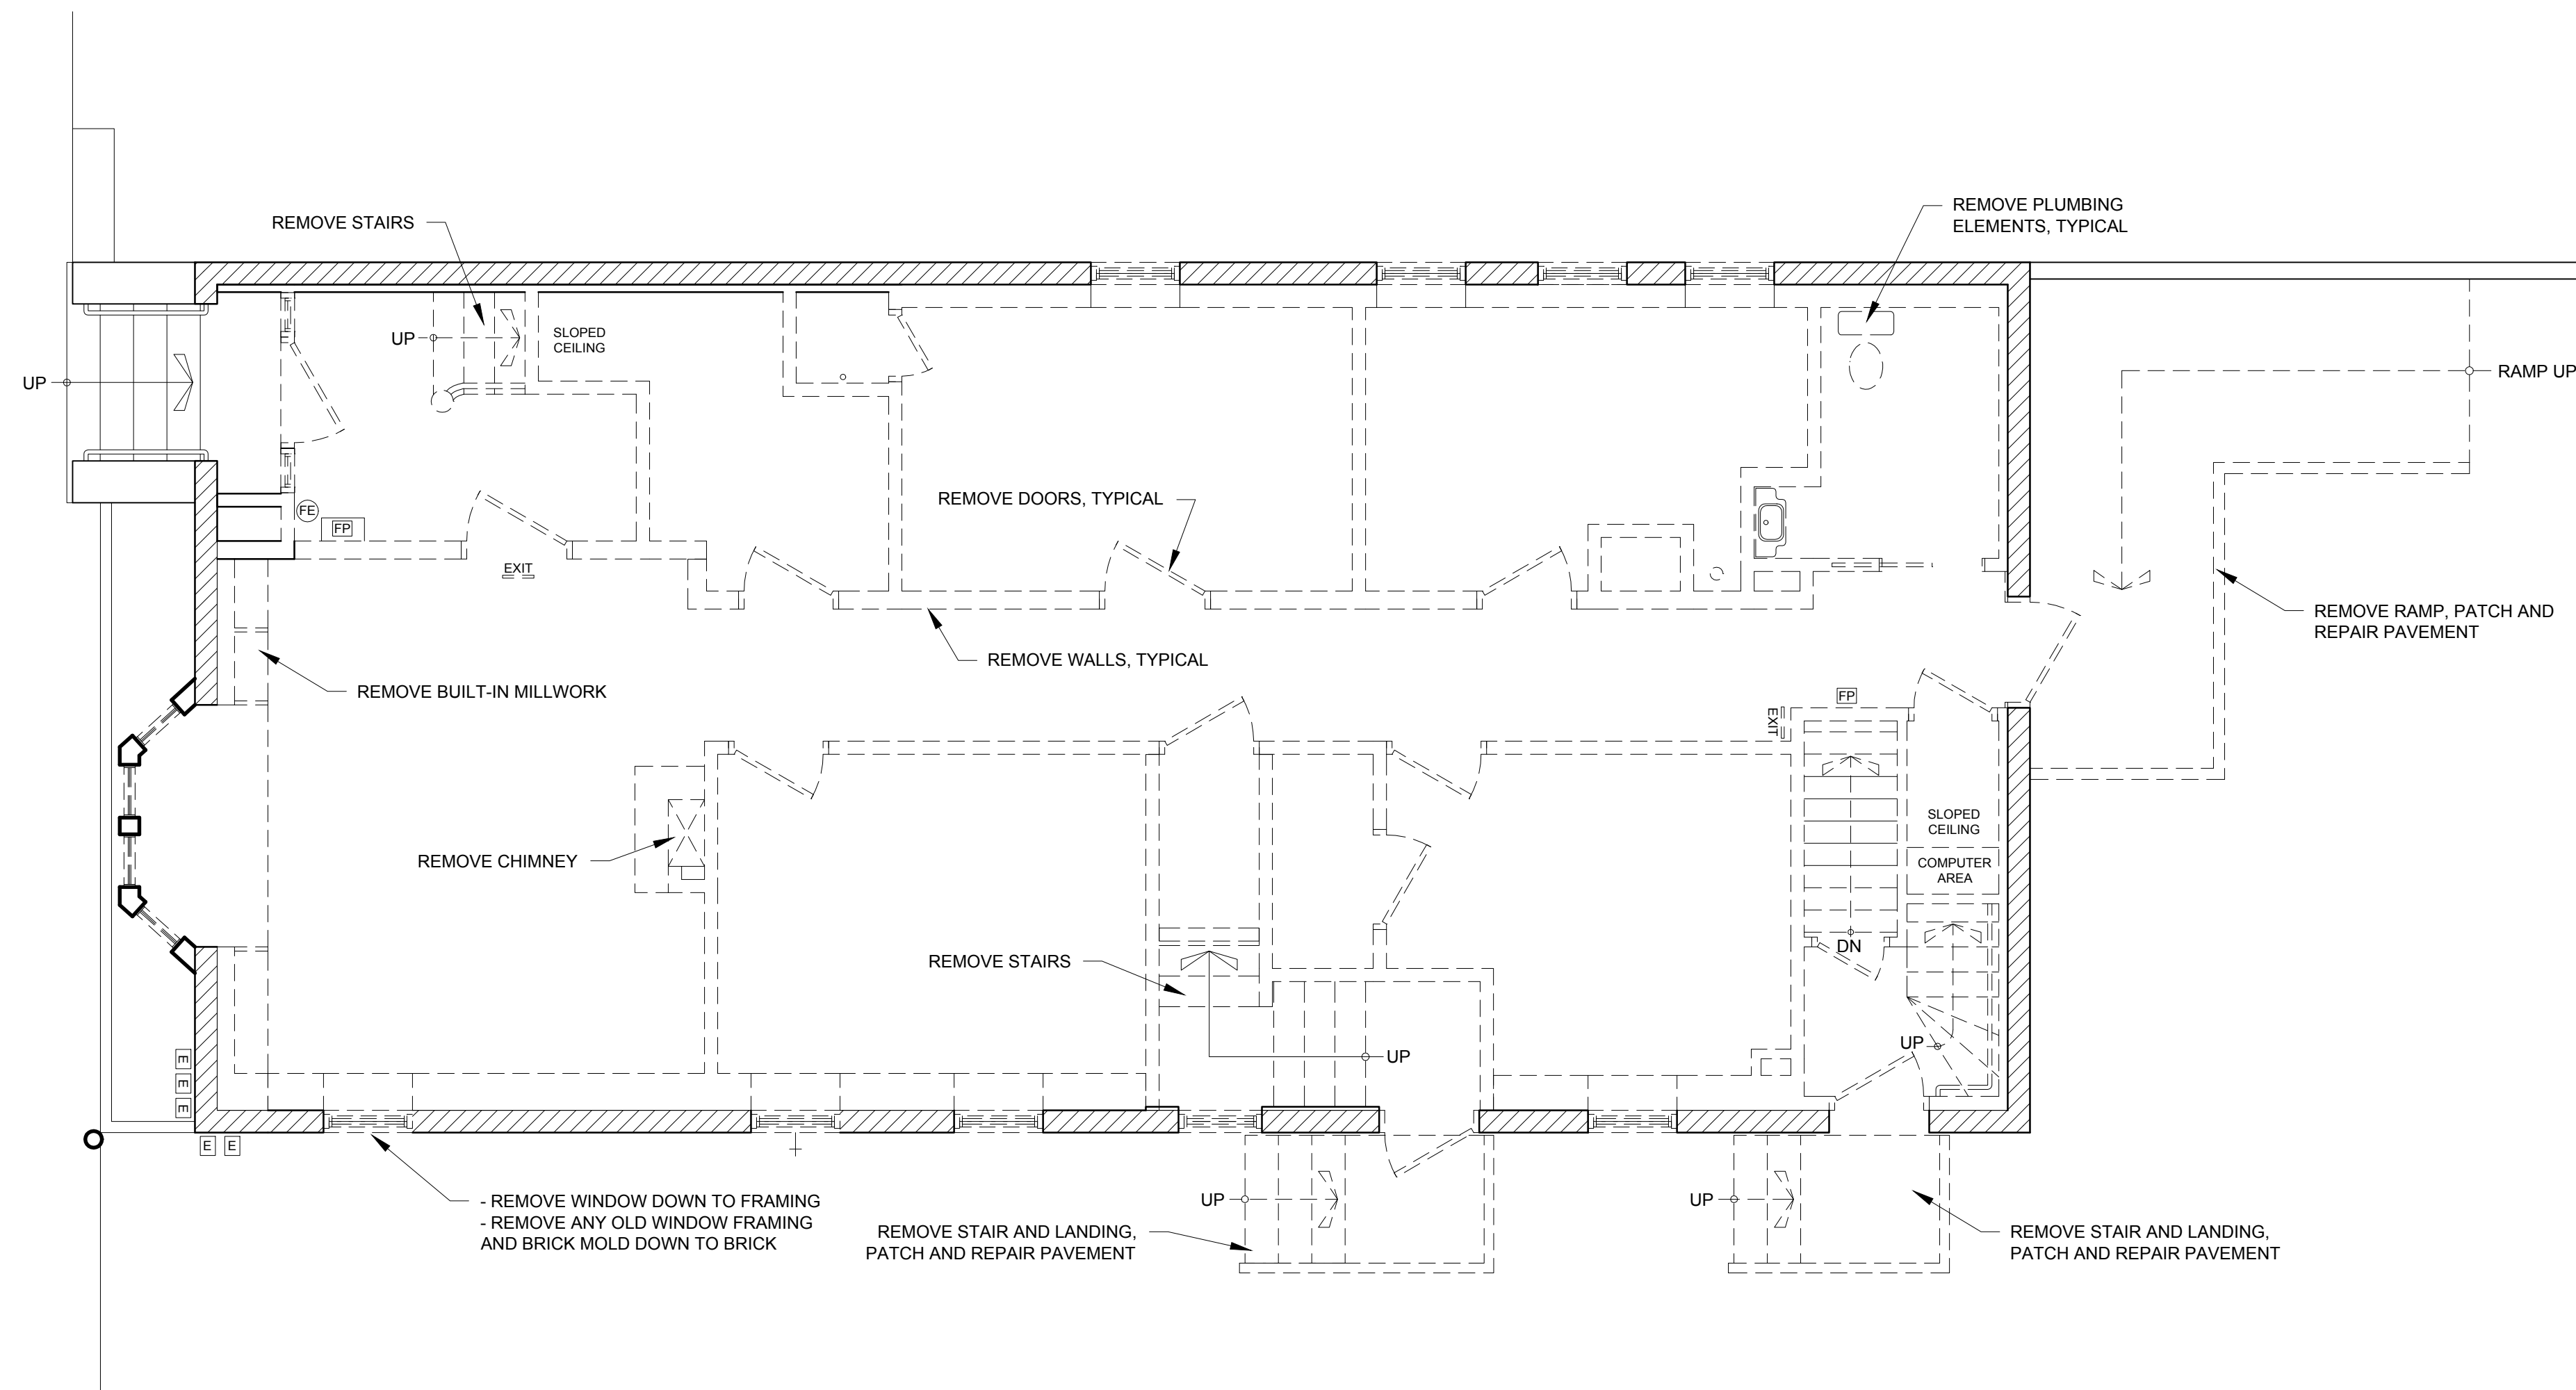 REMOVE PLUMBING
ELEMENTS, TYPICAL
REMOVE STAIRS
UP
SLOPED
CEILING
UP
RAMP UP
REMOVE DOORS, TYPICAL
FE
FP
EXIT
REMOVE RAMP, PATCH AND
REPAIR PAVEMENT
REMOVE WALLS, TYPICAL
REMOVE BUILT-IN MILLWORK
FP
EXIT
SLOPED
CEILING
REMOVE CHIMNEY
COMPUTER
AREA
DN
REMOVE STAIRS
UP
UP
E
E
E
E
E
- REMOVE WINDOW DOWN TO FRAMING
- REMOVE ANY OLD WINDOW FRAMING
AND BRICK MOLD DOWN TO BRICK
UP
UP
REMOVE STAIR AND LANDING,
PATCH AND REPAIR PAVEMENT
REMOVE STAIR AND LANDING,
PATCH AND REPAIR PAVEMENT